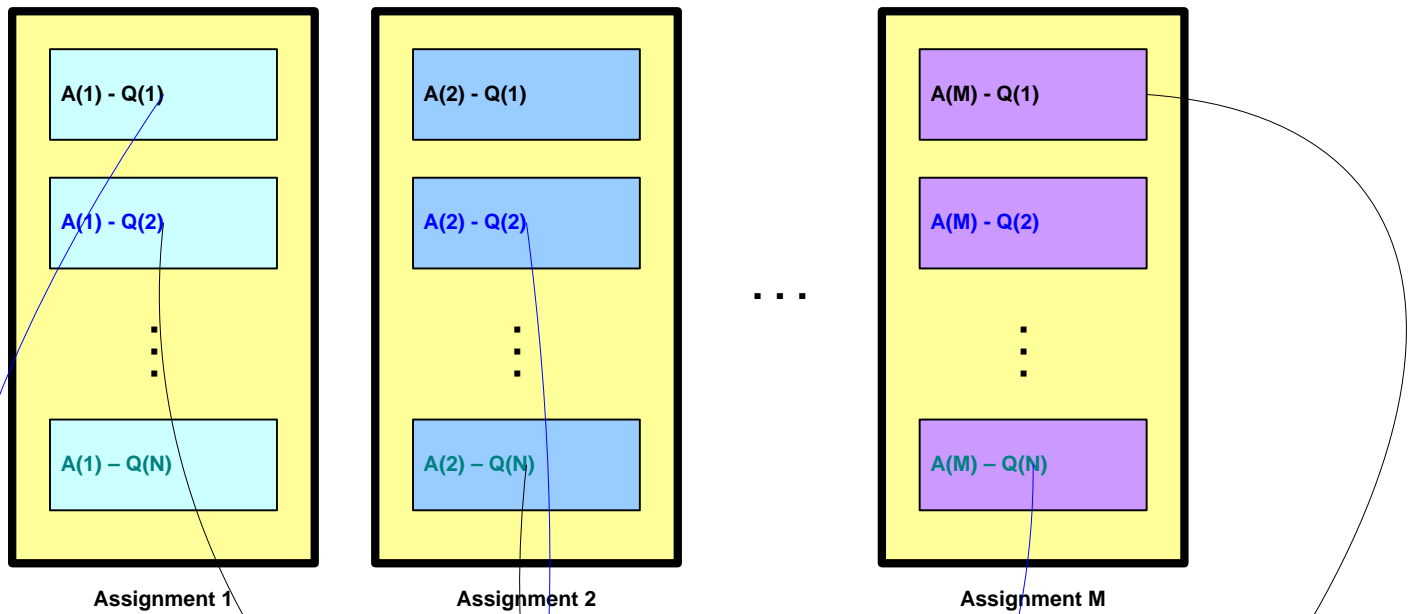 A(1) - Q(1)
A(1) - Q(2)
.
.
.
A(1) – Q(N)
Assignment 1
A(2) - Q(1)
A(2) - Q(2)
.
.
.
A(2) – Q(N)
Assignment 2
. . .
A(M) - Q(1)
A(M) - Q(2)
.
.
.
A(M) – Q(N)
Assignment M